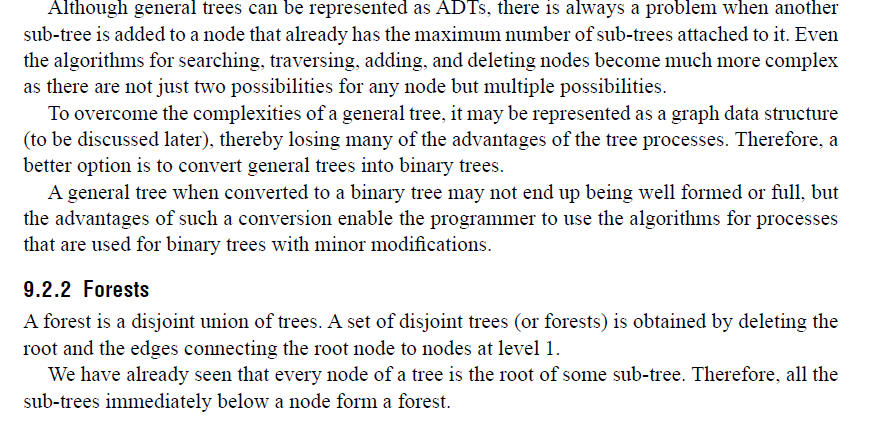 Although general trees can be represented as ADTs, there is always a problem when another
sub-tree is added to a node that already has the maximum number of sub-trees attached to it. Even
the algorithms for searching, traversing, adding, and deleting nodes become much more complex
as there are not just two possibilities for any node but multiple possibilities.
To overcome the complexities of a general tree, it may be represented as a graph data structure
(to be discussed later), thereby losing many of the advantages of the tree processes. Therefore, a
better option is to convert general trees into binary trees.
A general tree when converted to a binary tree may not end up being well formed or full, but
the advantages of such a conversion enable the programmer to use the algorithms for processes
that are used for binary trees with minor modifications.
9.2.2 Forests
A forest is a disjoint union of trees. A set of disjoint trees (or forests) is obtained by deleting the
root and the edges connecting the root node to nodes at level 1.
We have already seen that every node of a tree is the root of some sub-tree. Therefore, all the
sub-trees immediately below a node form a forest.